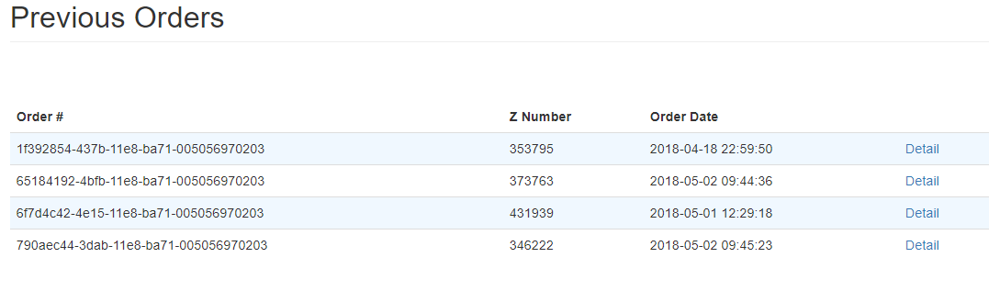 Previous Orders
Order # Z Number Order Date
1f392854-437b-11e8-ba71-005056970203 353795 2018-04-18 22:59:50 Detail
65184192-4bfb-11e8-ba71-005056970203 373763 2018-05-02 09:44:36 Detail
6f7d4c42-4e15-11e8-ba71-005056970203 431939 2018-05-01 12:29:18 Detail
790aec44-3dab-11e8-ba71-005056970203 346222 2018-05-02 09:45:23 Detail